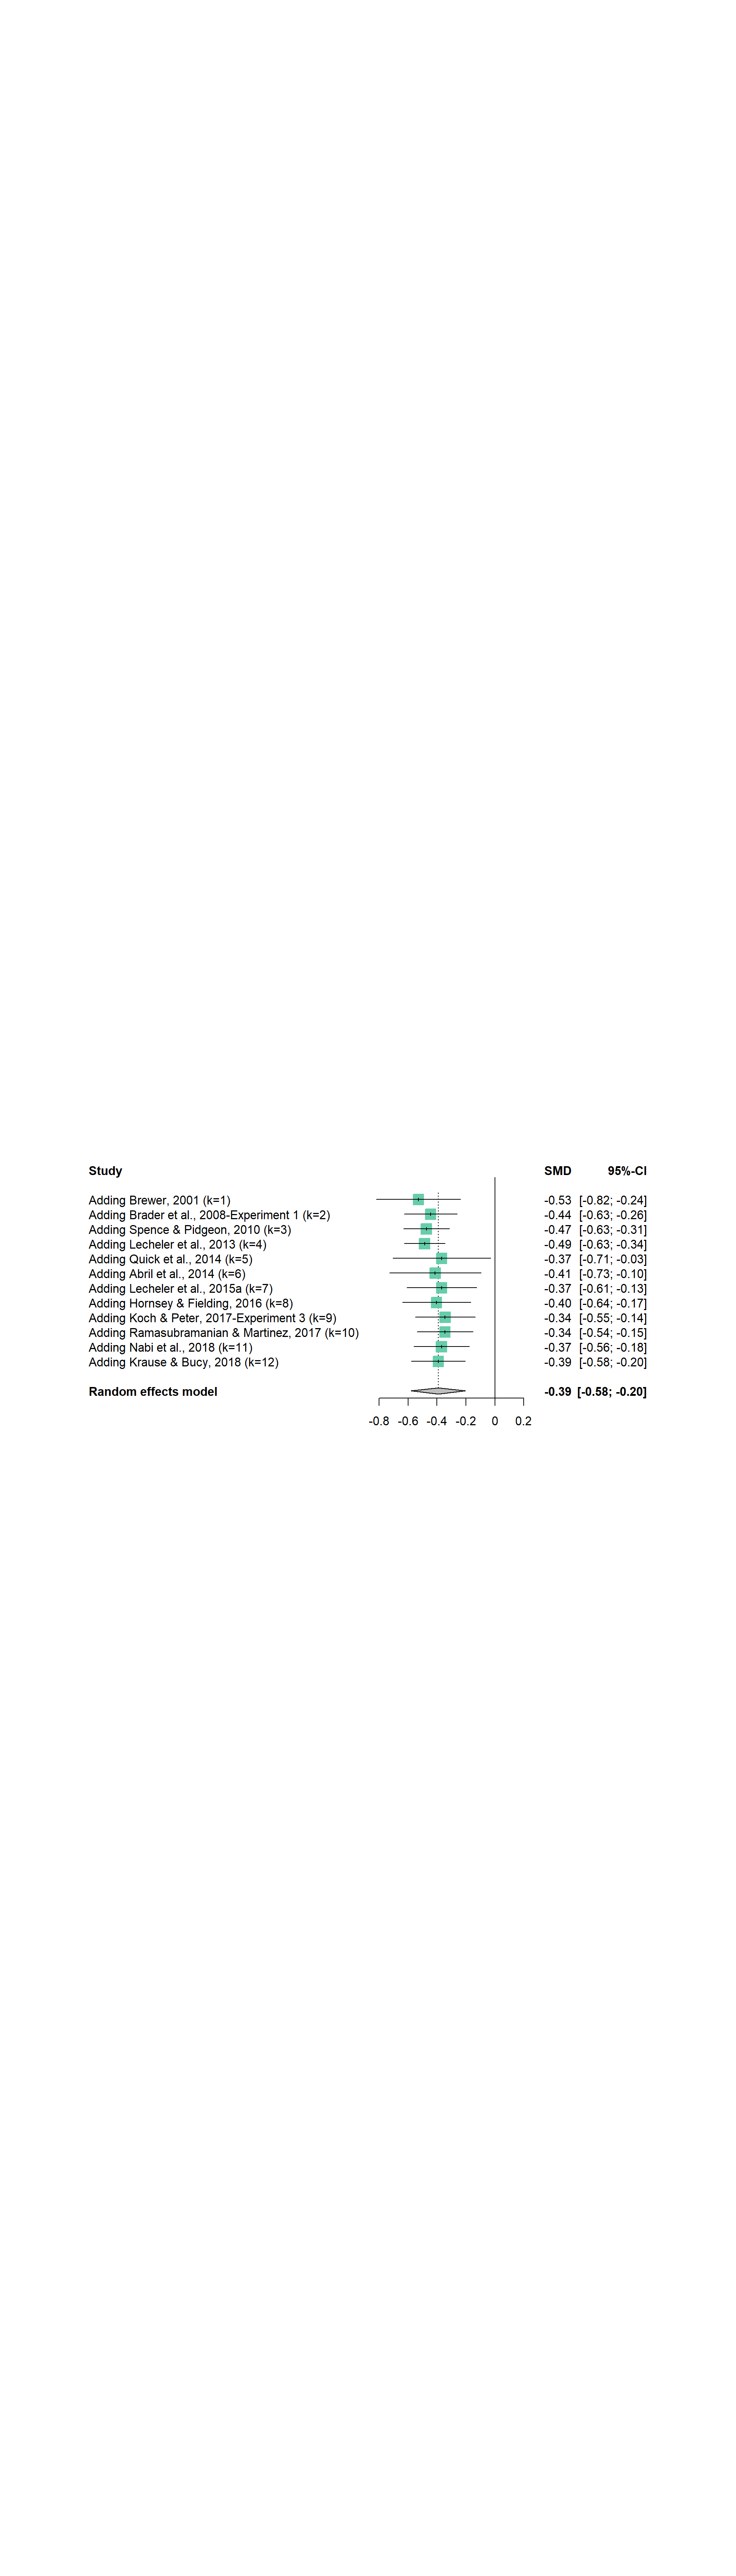 Study SMD 95%-CI
Adding Brewer, 2001 (k=1) -0.53 [-0.82; -0.24]
Adding Brader et al., 2008-Experiment 1 (k=2) -0.44 [-0.63; -0.26]
Adding Spence & Pidgeon, 2010 (k=3) -0.47 [-0.63; -0.31]
Adding Lecheler et al., 2013 (k=4) -0.49 [-0.63; -0.34]
Adding Quick et al., 2014 (k=5) -0.37 [-0.71; -0.03]
Adding Abril et al., 2014 (k=6) -0.41 [-0.73; -0.10]
Adding Lecheler et al., 2015a (k=7) -0.37 [-0.61; -0.13]
Adding Hornsey & Fielding, 2016 (k=8) -0.40 [-0.64; -0.17]
Adding Koch & Peter, 2017-Experiment 3 (k=9) -0.34 [-0.55; -0.14]
Adding Ramasubramanian & Martinez, 2017 (k=10) -0.34 [-0.54; -0.15]
Adding Nabi et al., 2018 (k=11) -0.37 [-0.56; -0.18]
Adding Krause & Bucy, 2018 (k=12) -0.39 [-0.58; -0.20]
Random effects model -0.39 [-0.58; -0.20]
-0.8 -0.6 -0.4 -0.2 0 0.2